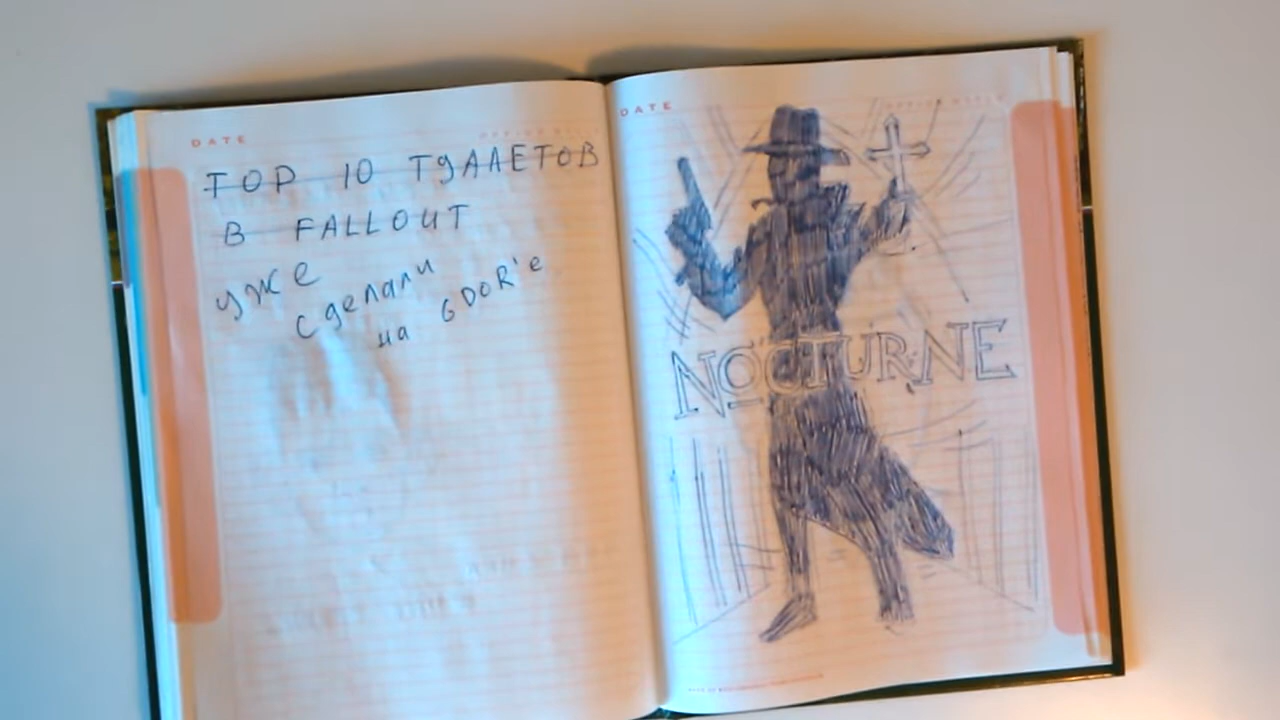 DATE
TOP 10 ТУАЛЕТОВ
В FALLOUT
уже
сделали
на GDOR'е
DATE
NOCTURNE